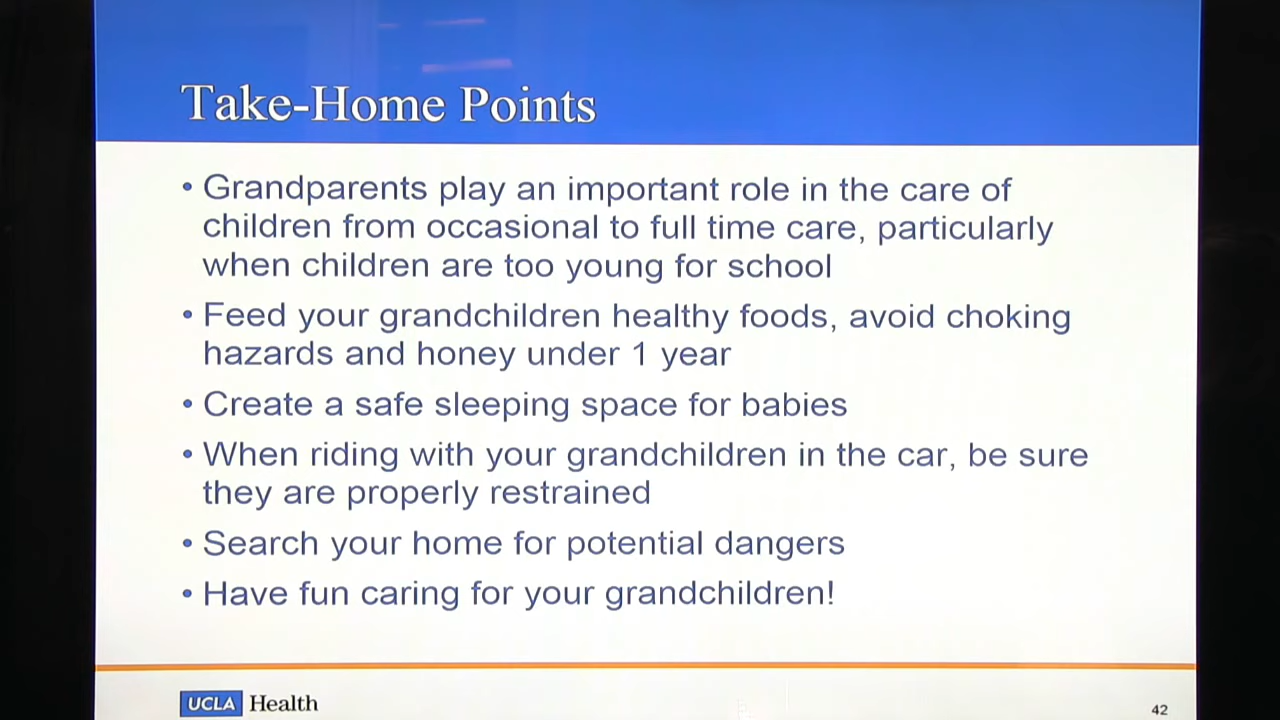 Take-Home Points
• Grandparents play an important role in the care of
children from occasional to full time care, particularly
when children are too young for school
• Feed your grandchildren healthy foods, avoid choking
hazards and honey under 1 year
• Create a safe sleeping space for babies
• When riding with your grandchildren in the car, be sure
they are properly restrained
• Search your home for potential dangers
• Have fun caring for your grandchildren!
UCLA Health
42